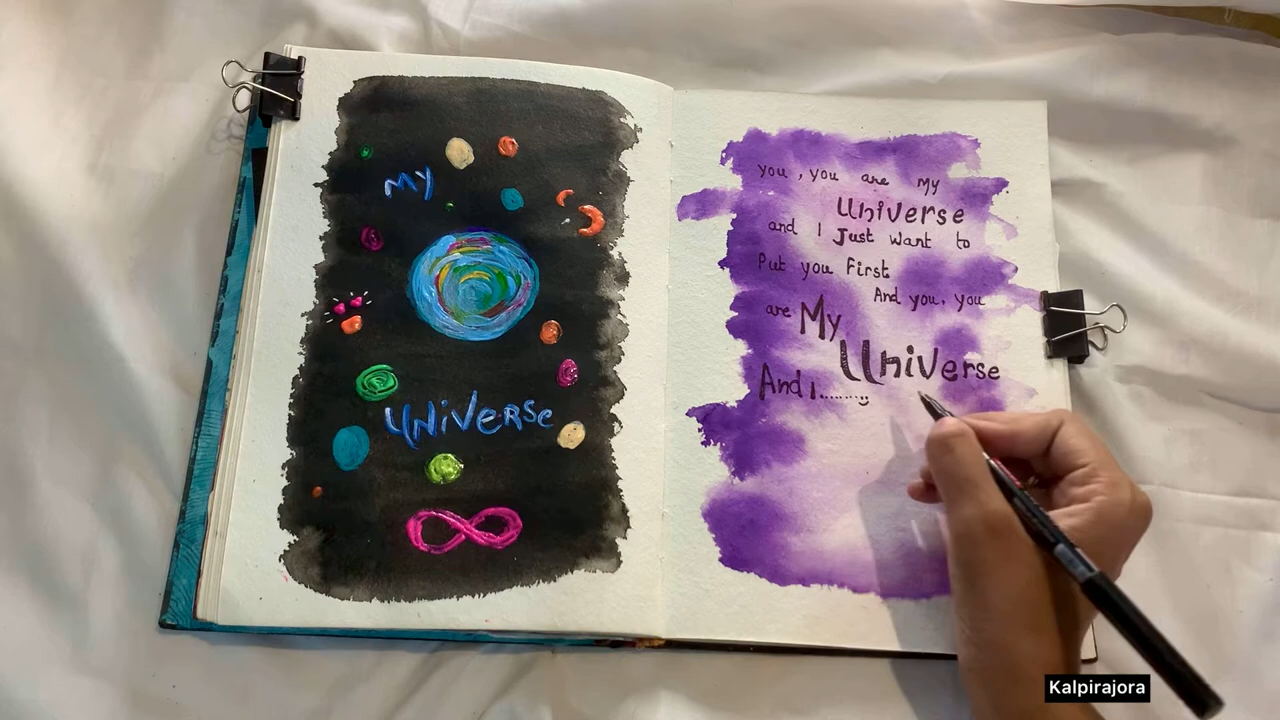 My
UNiVeRSe
you, you are My
Universe
and I Just Want to
Put you First
And you, you
are My
Universe
And I........
Kalpirajora